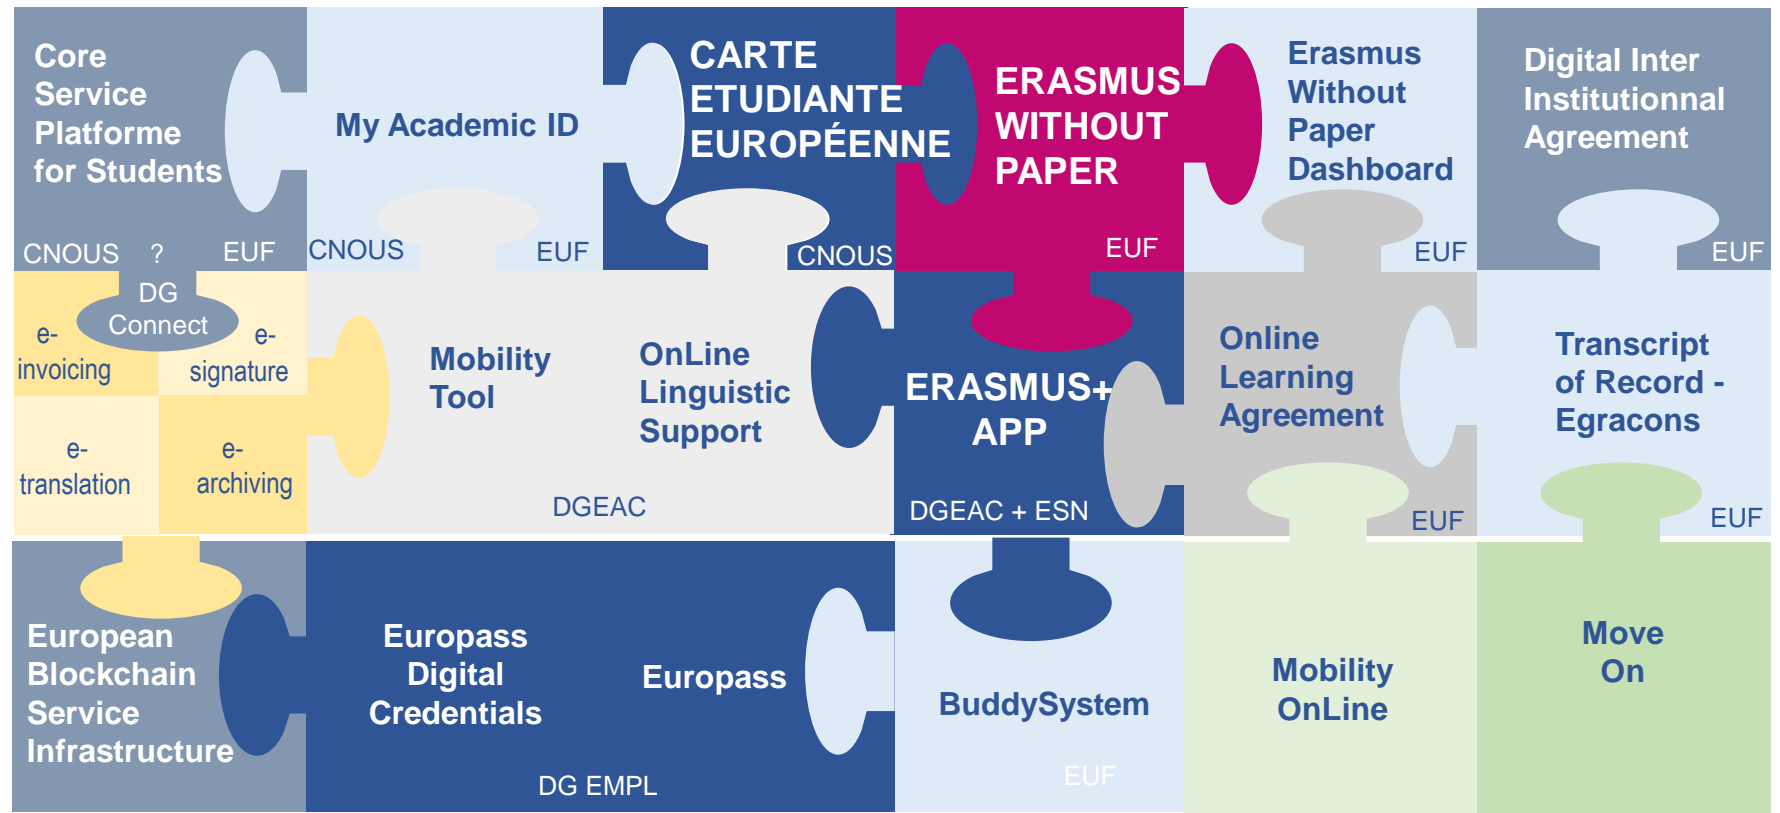 Core
Service
Platforme
for Students
CNOUS ? EUF
My Academic ID
CNOUS EUF
CARTE
ETUDIANTE
EUROPÉENNE
CNOUS
ERASMUS
WITHOUT
PAPER
EUF
Erasmus
Without
Paper
Dashboard
EUF
Digital Inter
Institutionnal
Agreement
EUF
DG
Connect
e-
invoicing
e-
signature
e-
translation
e-
archiving
Mobility
Tool
OnLine
Linguistic
Support
DGEAC
ERASMUS+
APP
DGEAC + ESN
Online
Learning
Agreement
EUF
Transcript
of Record -
Egracons
EUF
European
Blockchain
Service
Infrastructure
Europass
Digital
Credentials
Europass
DG EMPL
BuddySystem
EUF
Mobility
OnLine
Move
On